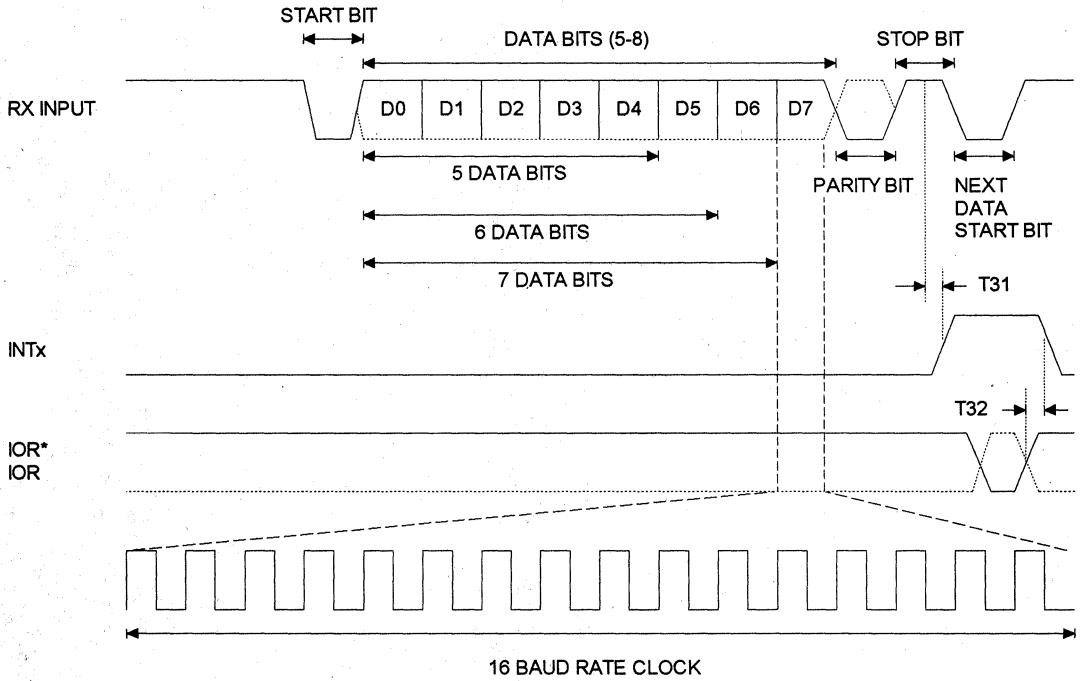 START BIT
DATA BITS (5-8)
STOP BIT
RX INPUT
D0 D1 D2 D3 D4 D5 D6 D7
5 DATA BITS
PARITY BIT
NEXT
DATA
START BIT
6 DATA BITS
7 DATA BITS
T31
INTx
T32
IOR*
IOR
16 BAUD RATE CLOCK